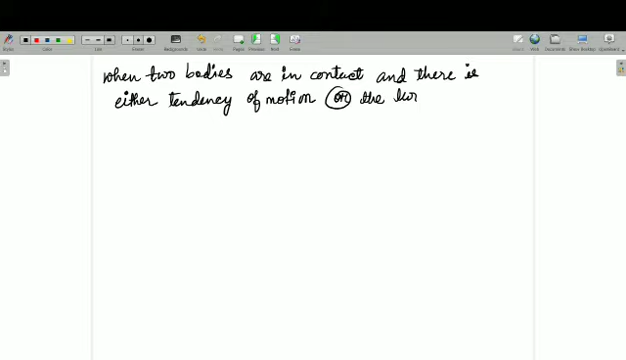 when two bodies are in contact and there is
either tendency of motion or the